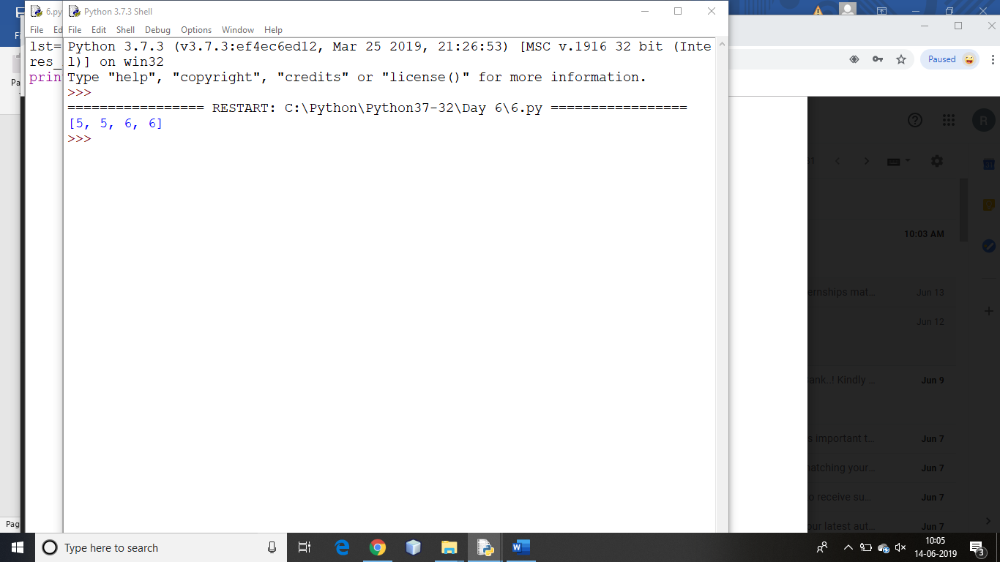 6.py
Python 3.7.3 Shell
File Ed
File Edit Shell Debug Options Window Help
lst=
res_
prin
Python 3.7.3 (v3.7.3:ef4ec6ed12, Mar 25 2019, 21:26:53) [MSC v.1916 32 bit (Inte
l)] on win32
Type "help", "copyright", "credits" or "license()" for more information.
>>>
================= RESTART: C:\Python\Python37-32\Day 6\6.py =================
[5, 5, 6, 6]
>>>
Fi
Pa
Pag
Paused
R
10:03 AM
ernships mat... Jun 13
Jun 12
ank..! Kindly ... Jun 9
s important t... Jun 7
atching your... Jun 7
o receive su... Jun 7
our latest aut... Jun 7
Type here to search
10:05
14-06-2019
3